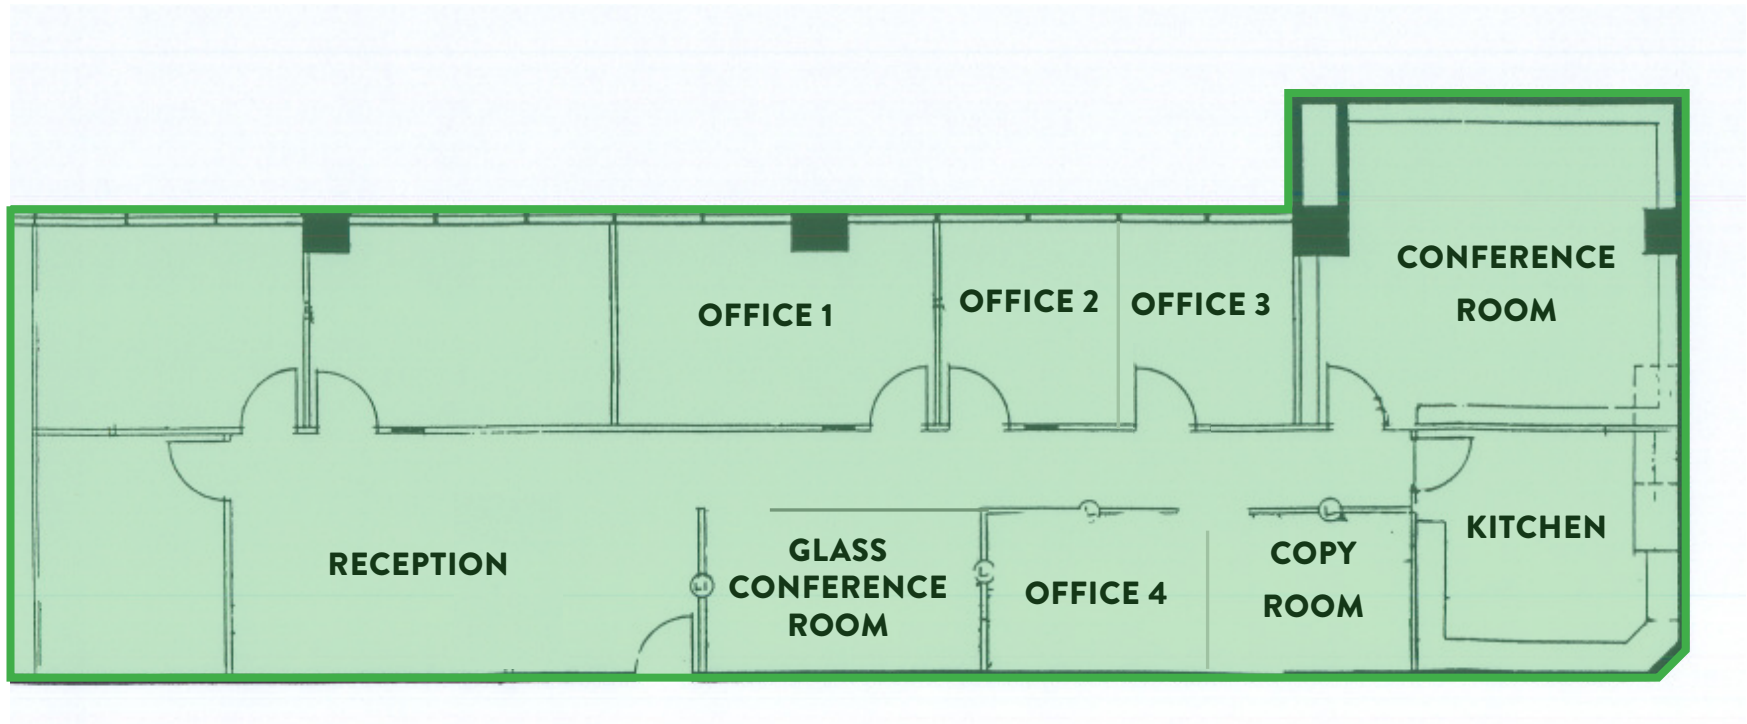 CONFERENCE
ROOM
OFFICE 1
OFFICE 2
OFFICE 3
RECEPTION
GLASS
CONFERENCE
ROOM
OFFICE 4
COPY
ROOM
KITCHEN